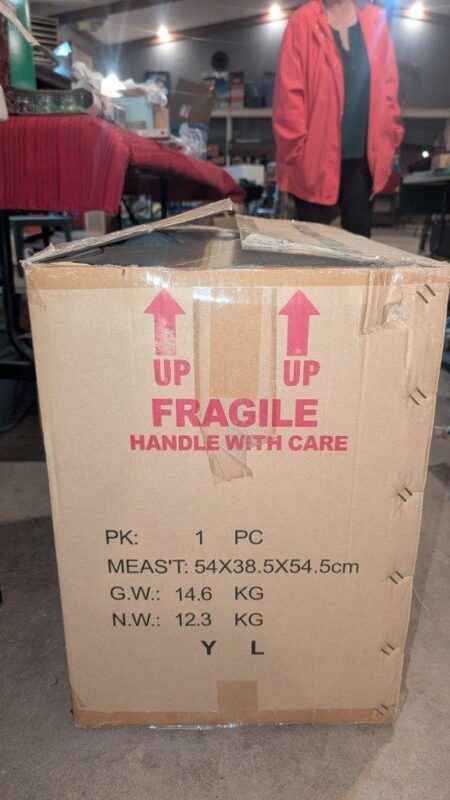 UP UP
FRAGILE
HANDLE WITH CARE
PK: 1 PC
MEAS'T: 54X38.5X54.5cm
G.W.: 14.6 KG
N.W.: 12.3 KG
Y L